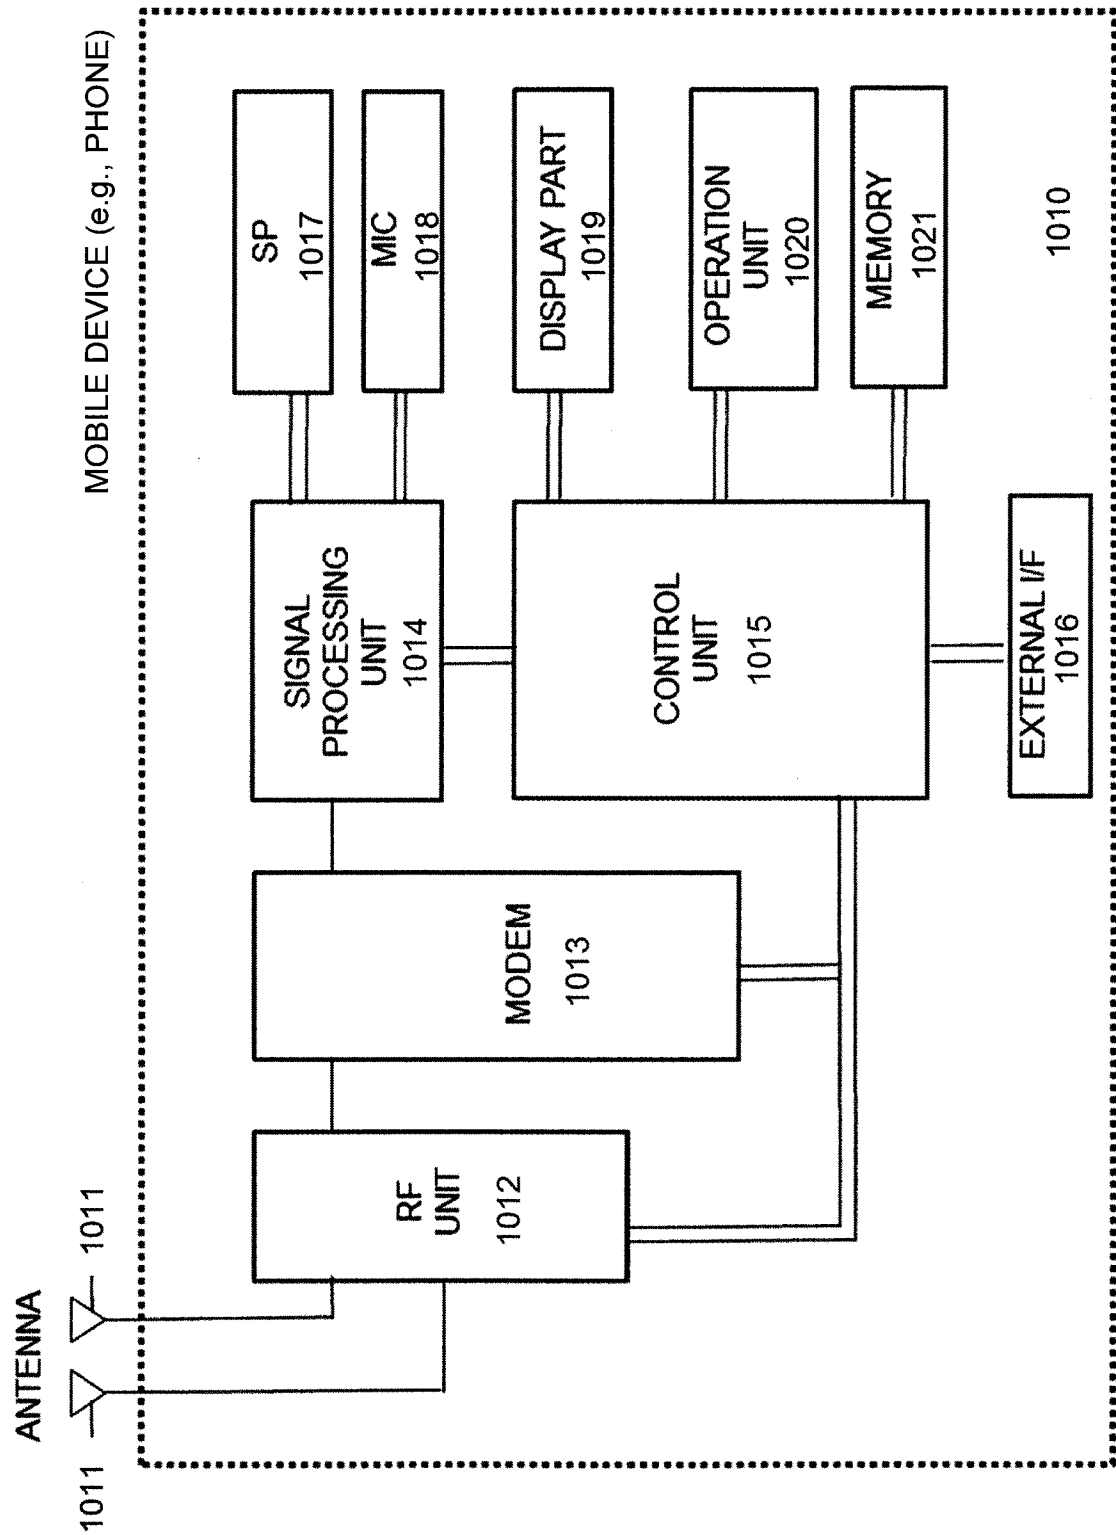 MOBILE DEVICE (e.g., PHONE)
ANTENNA
1011
1011
RF
UNIT
1012
MODEM
1013
SIGNAL
PROCESSING
UNIT
1014
CONTROL
UNIT
1015
EXTERNAL I/F
1016
SP
1017
MIC
1018
DISPLAY PART
1019
OPERATION
UNIT
1020
MEMORY
1021
1010